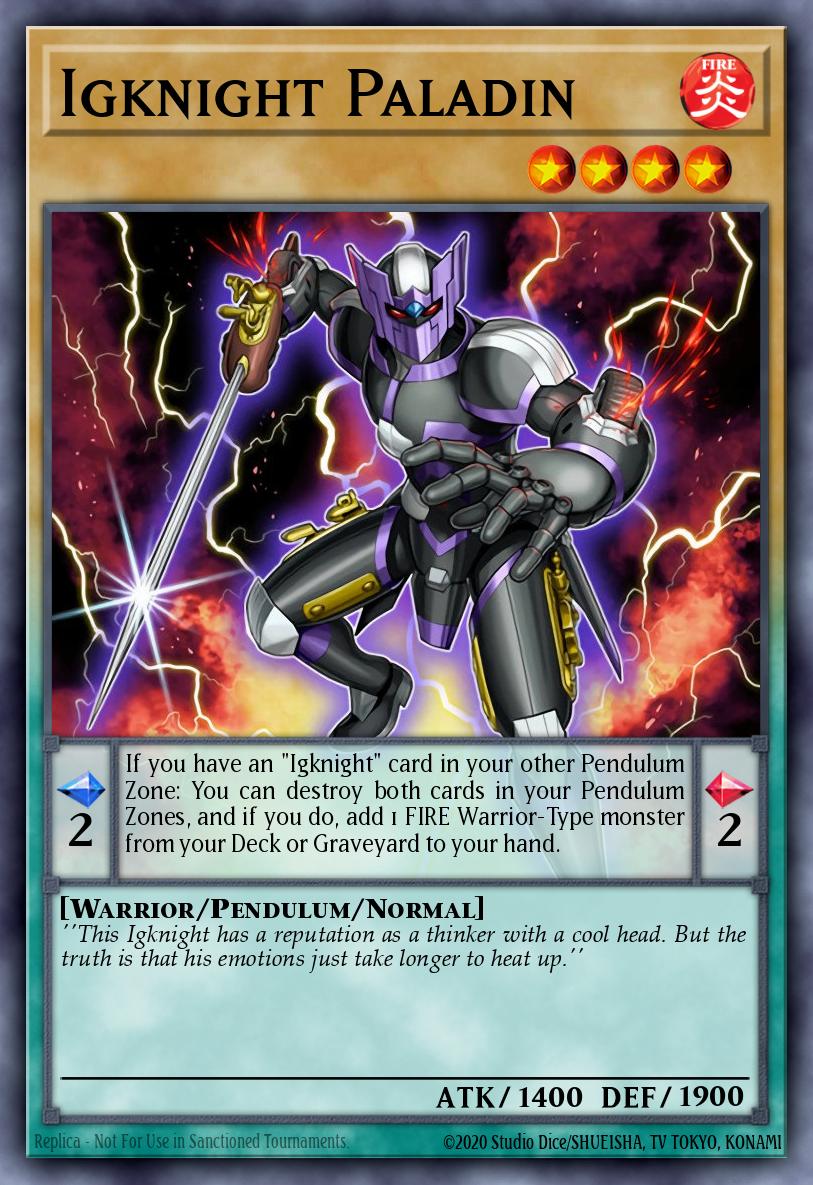 Igknight Paladin
FIRE
炎
If you have an "Igknight" card in your other Pendulum
Zone: You can destroy both cards in your Pendulum
Zones, and if you do, add 1 FIRE Warrior-Type monster
from your Deck or Graveyard to your hand.
2
2
[Warrior/Pendulum/Normal]
''This Igknight has a reputation as a thinker with a cool head. But the
truth is that his emotions just take longer to heat up.''
ATK/1400 DEF/1900
Replica - Not For Use in Sanctioned Tournaments.
©2020 Studio Dice/SHUEISHA, TV TOKYO, KONAMI